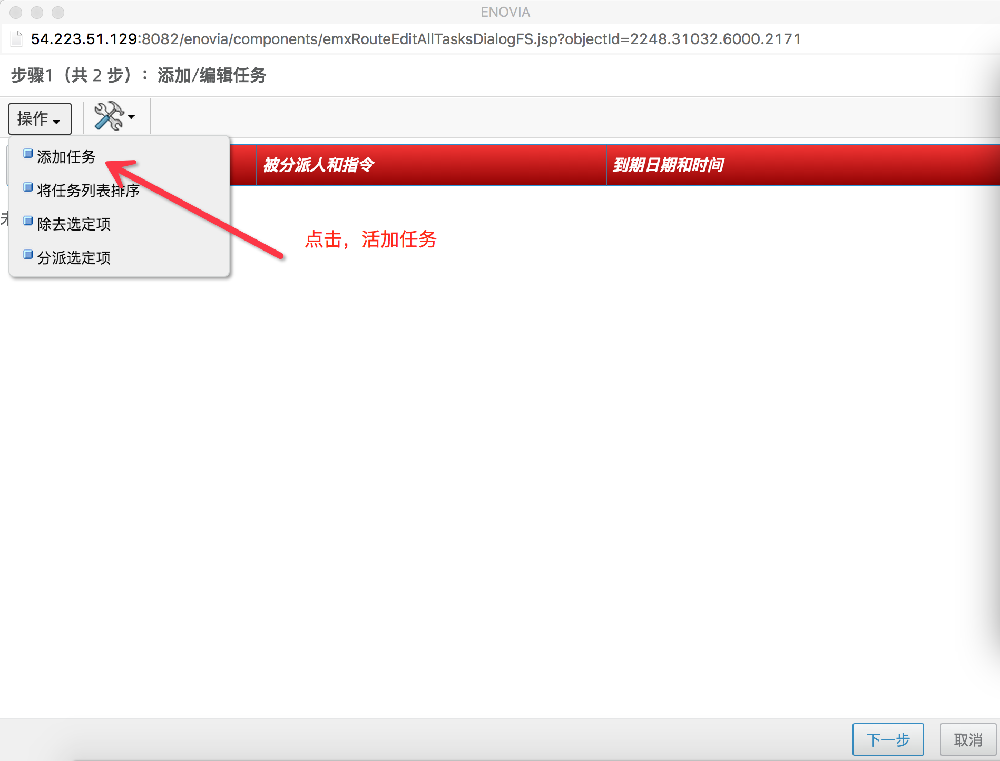 ENOVIA
54.223.51.129:8082/enovia/components/emxRouteEditAllTasksDialogFS.jsp?objectId=2248.31032.6000.2171
步骤1（共 2 步）：添加/编辑任务
操作
被分派人和指令 到期日期和时间
添加任务
将任务列表排序
除去选定项
分派选定项
点击，活加任务
下一步 取消